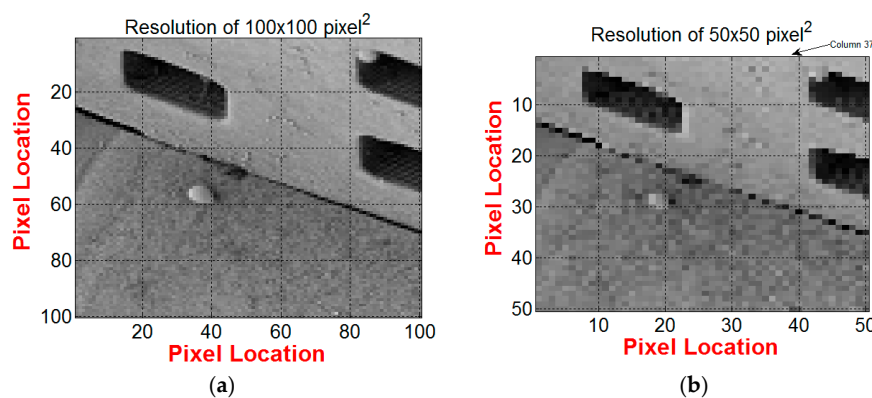 Resolution of 100x100 pixel²
Pixel Location
20
40
60
80
100
20 40 60 80 100
Pixel Location
(a)
Resolution of 50x50 pixel²
Column 37
Pixel Location
10
20
30
40
50
10 20 30 40 50
Pixel Location
(b)